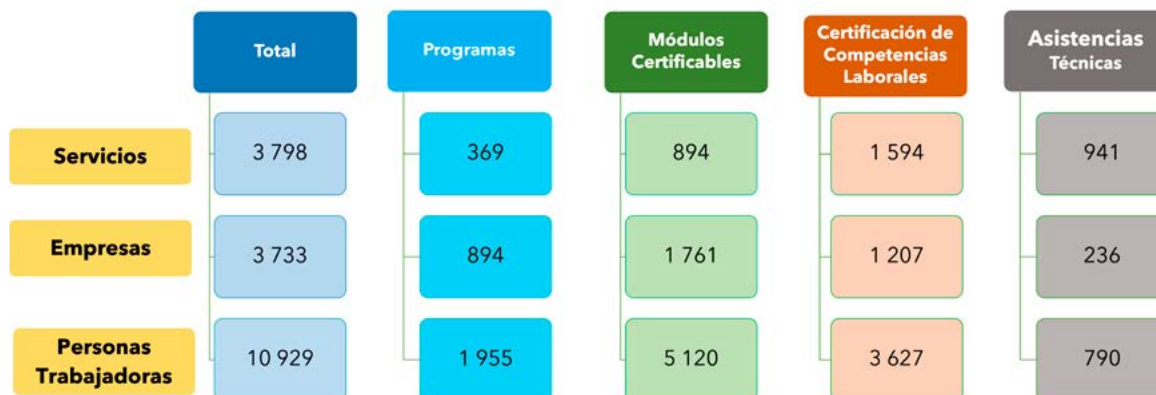 Total
Programas
Módulos
Certificables
Certificación de
Competencias
Laborales
Asistencias
Técnicas
Servicios
3 798
369
894
1 594
941
Empresas
3 733
894
1 761
1 207
236
Personas
Trabajadoras
10 929
1 955
5 120
3 627
790